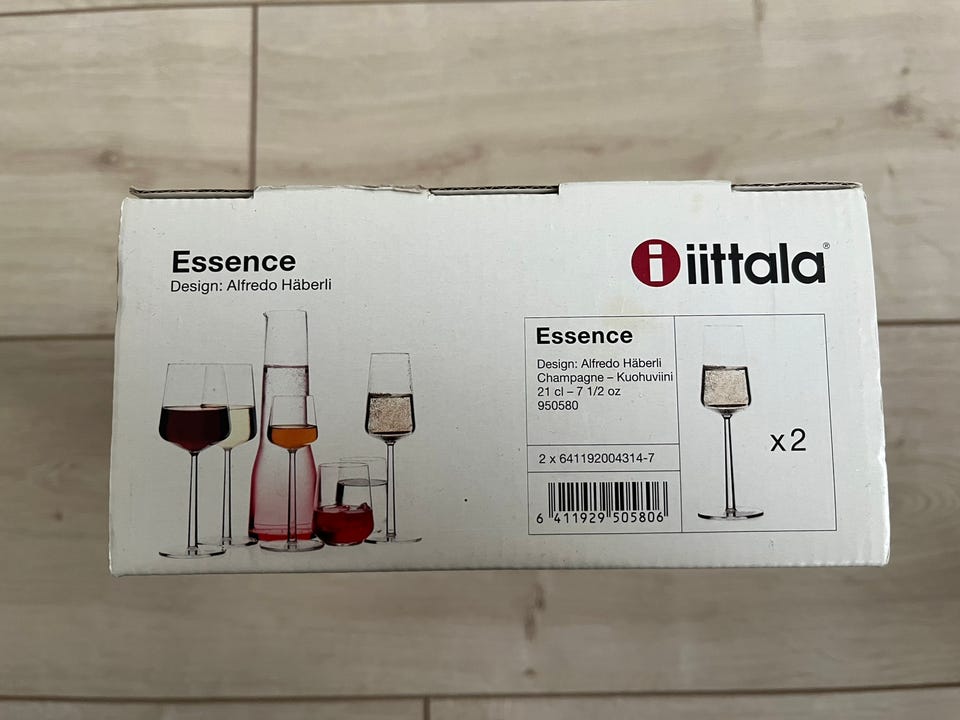 Essence
Design: Alfredo Häberli
iittala®
Essence
Design: Alfredo Häberli
Champagne – Kuohuviini
21 cl – 7 1/2 oz
950580
2 x 641192004314-7
x2
6 411929 505806